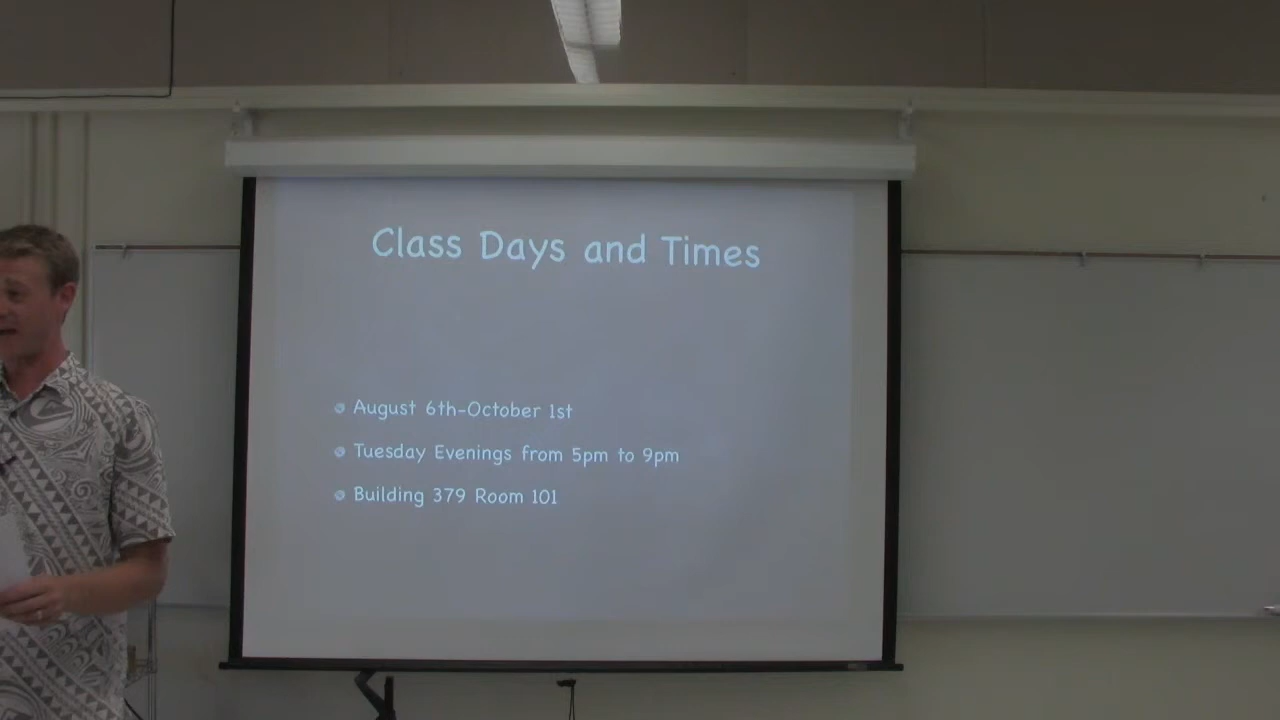 Class Days and Times
August 6th-October 1st
Tuesday Evenings from 5pm to 9pm
Building 379 Room 101